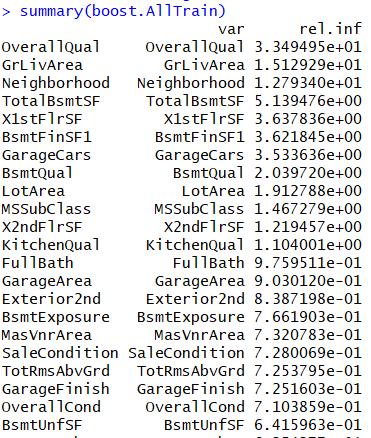 > summary(boost.AllTrain)
var rel.inf
OverallQual OverallQual 3.349495e+01
GrLivArea GrLivArea 1.512929e+01
Neighborhood Neighborhood 1.279340e+01
TotalBsmtSF TotalBsmtSF 5.139476e+00
X1stFlrSF X1stFlrSF 3.637836e+00
BsmtFinSF1 BsmtFinSF1 3.621845e+00
GarageCars GarageCars 3.533636e+00
BsmtQual BsmtQual 2.039720e+00
LotArea LotArea 1.912788e+00
MSSubClass MSSubClass 1.467279e+00
X2ndFlrSF X2ndFlrSF 1.219457e+00
KitchenQual KitchenQual 1.104001e+00
FullBath FullBath 9.759511e-01
GarageArea GarageArea 9.030120e-01
Exterior2nd Exterior2nd 8.387198e-01
BsmtExposure BsmtExposure 7.661903e-01
MasVnrArea MasVnrArea 7.320783e-01
SaleCondition SaleCondition 7.280069e-01
TotRmsAbvGrd TotRmsAbvGrd 7.253795e-01
GarageFinish GarageFinish 7.251603e-01
OverallCond OverallCond 7.103859e-01
BsmtUnfSF BsmtUnfSF 6.415963e-01